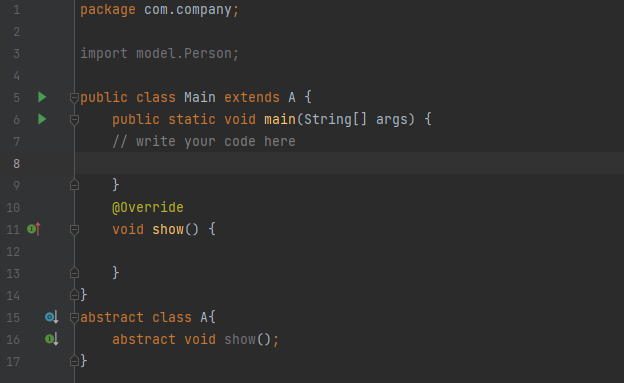 1 package com.company;
2
3 import model.Person;
4
5 public class Main extends A {
6 public static void main(String[] args) {
7 // write your code here
8
9 }
10 @Override
11 void show() {
12
13 }
14 }
15 abstract class A{
16 abstract void show();
17 }